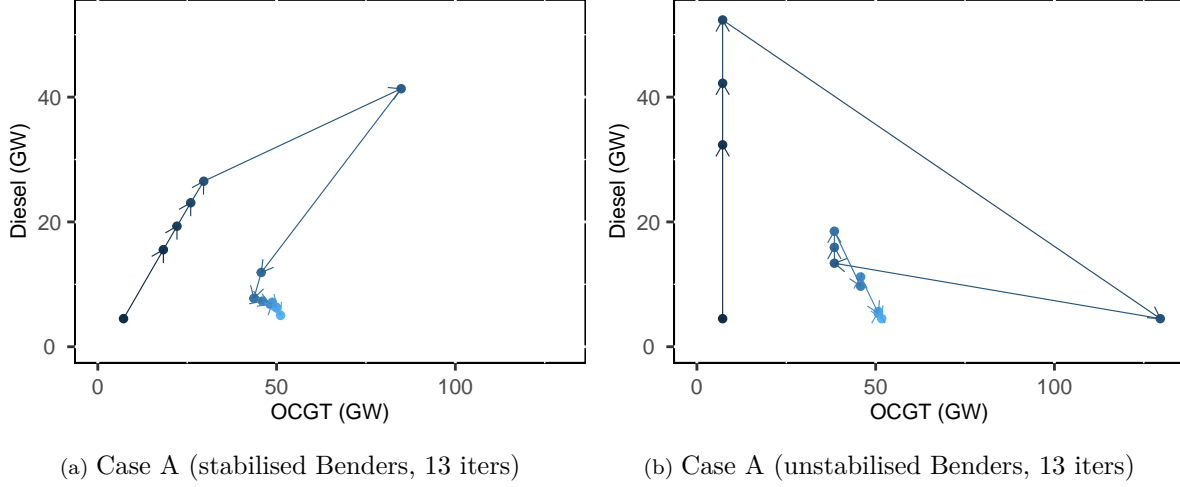 40
20
0
Diesel (GW)
0 50 100
OCGT (GW)
40
20
0
Diesel (GW)
0 50 100
OCGT (GW)
(a) Case A (stabilised Benders, 13 iters)
(b) Case A (unstabilised Benders, 13 iters)